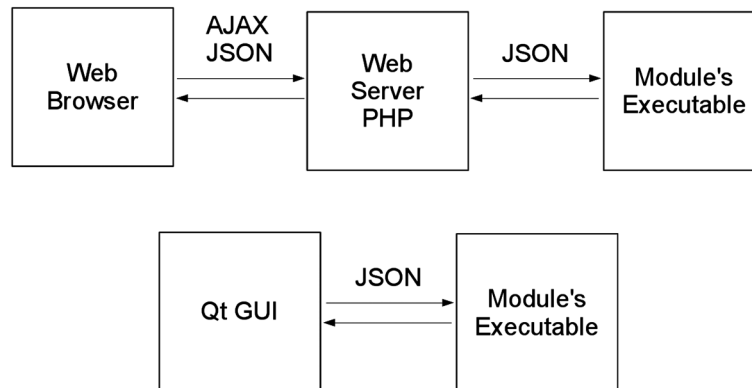 AJAX
JSON
Web
Browser
Web
Server
PHP
JSON
Module's
Executable
Qt GUI
JSON
Module's
Executable